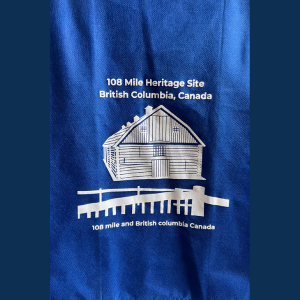 108 Mile Heritage Site
British Columbia, Canada
108 mile and British columbia Canada